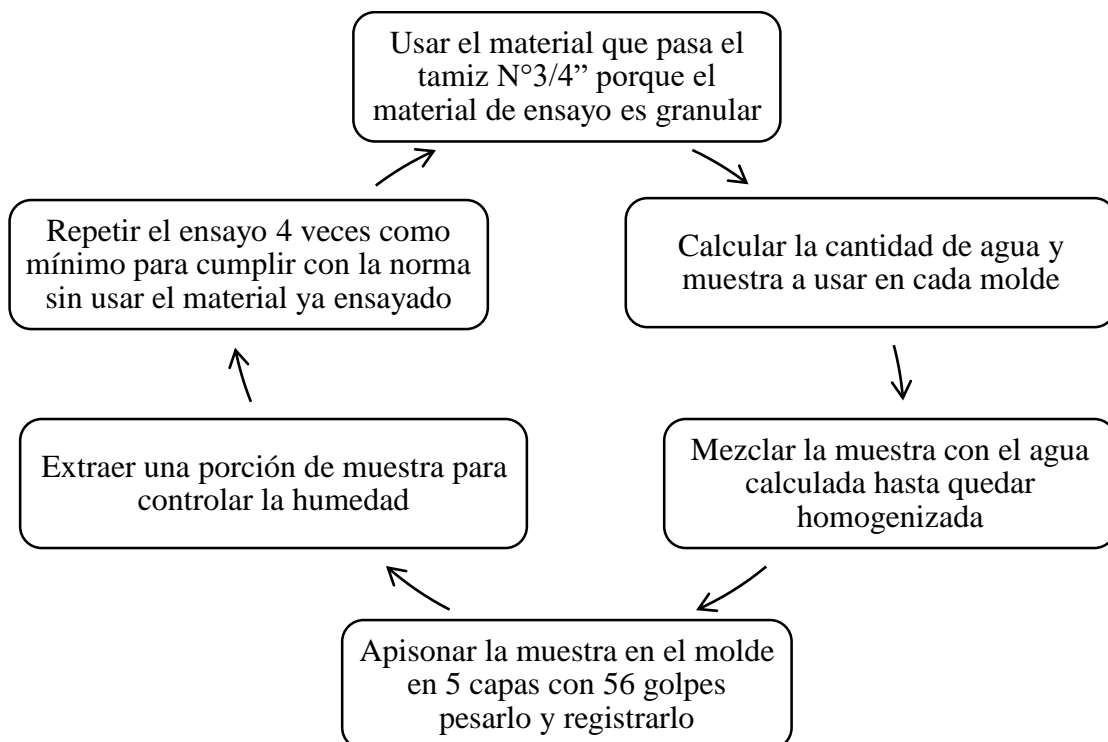 Usar el material que pasa el
tamiz N°3/4” porque el
material de ensayo es granular
Calcular la cantidad de agua y
muestra a usar en cada molde
Mezclar la muestra con el agua
calculada hasta quedar
homogenizada
Apisonar la muestra en el molde
en 5 capas con 56 golpes
pesarlo y registrarlo
Extraer una porción de muestra para
controlar la humedad
Repetir el ensayo 4 veces como
mínimo para cumplir con la norma
sin usar el material ya ensayado